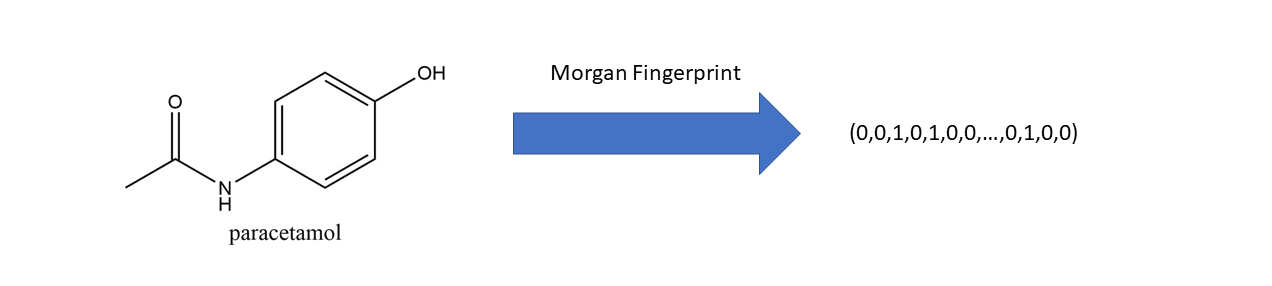 OH
Morgan Fingerprint
O
(0,0,1,0,1,0,0,...,0,1,0,0)
N
H
paracetamol